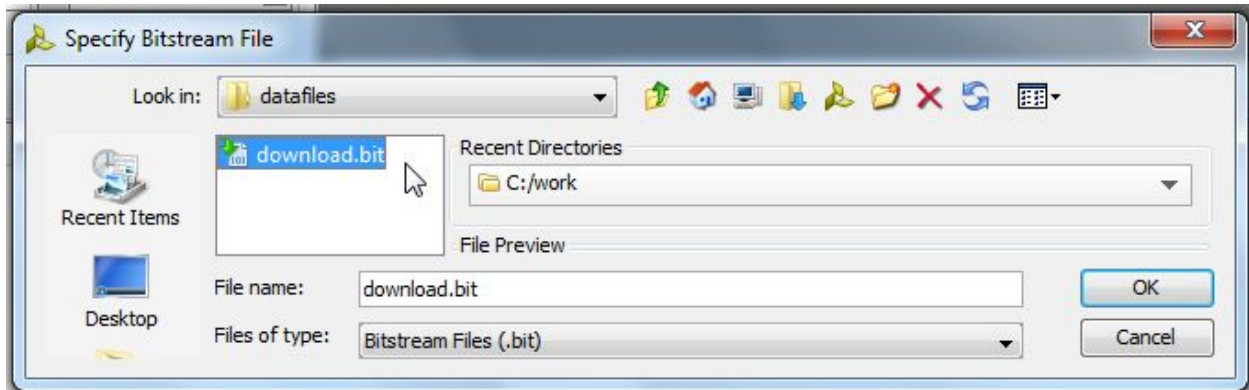 Specify Bitstream File
Look in: datafiles
download.bit
Recent Directories
C:/work
Recent Items
File Preview
File name: download.bit
OK
Desktop
Files of type: Bitstream Files (.bit)
Cancel